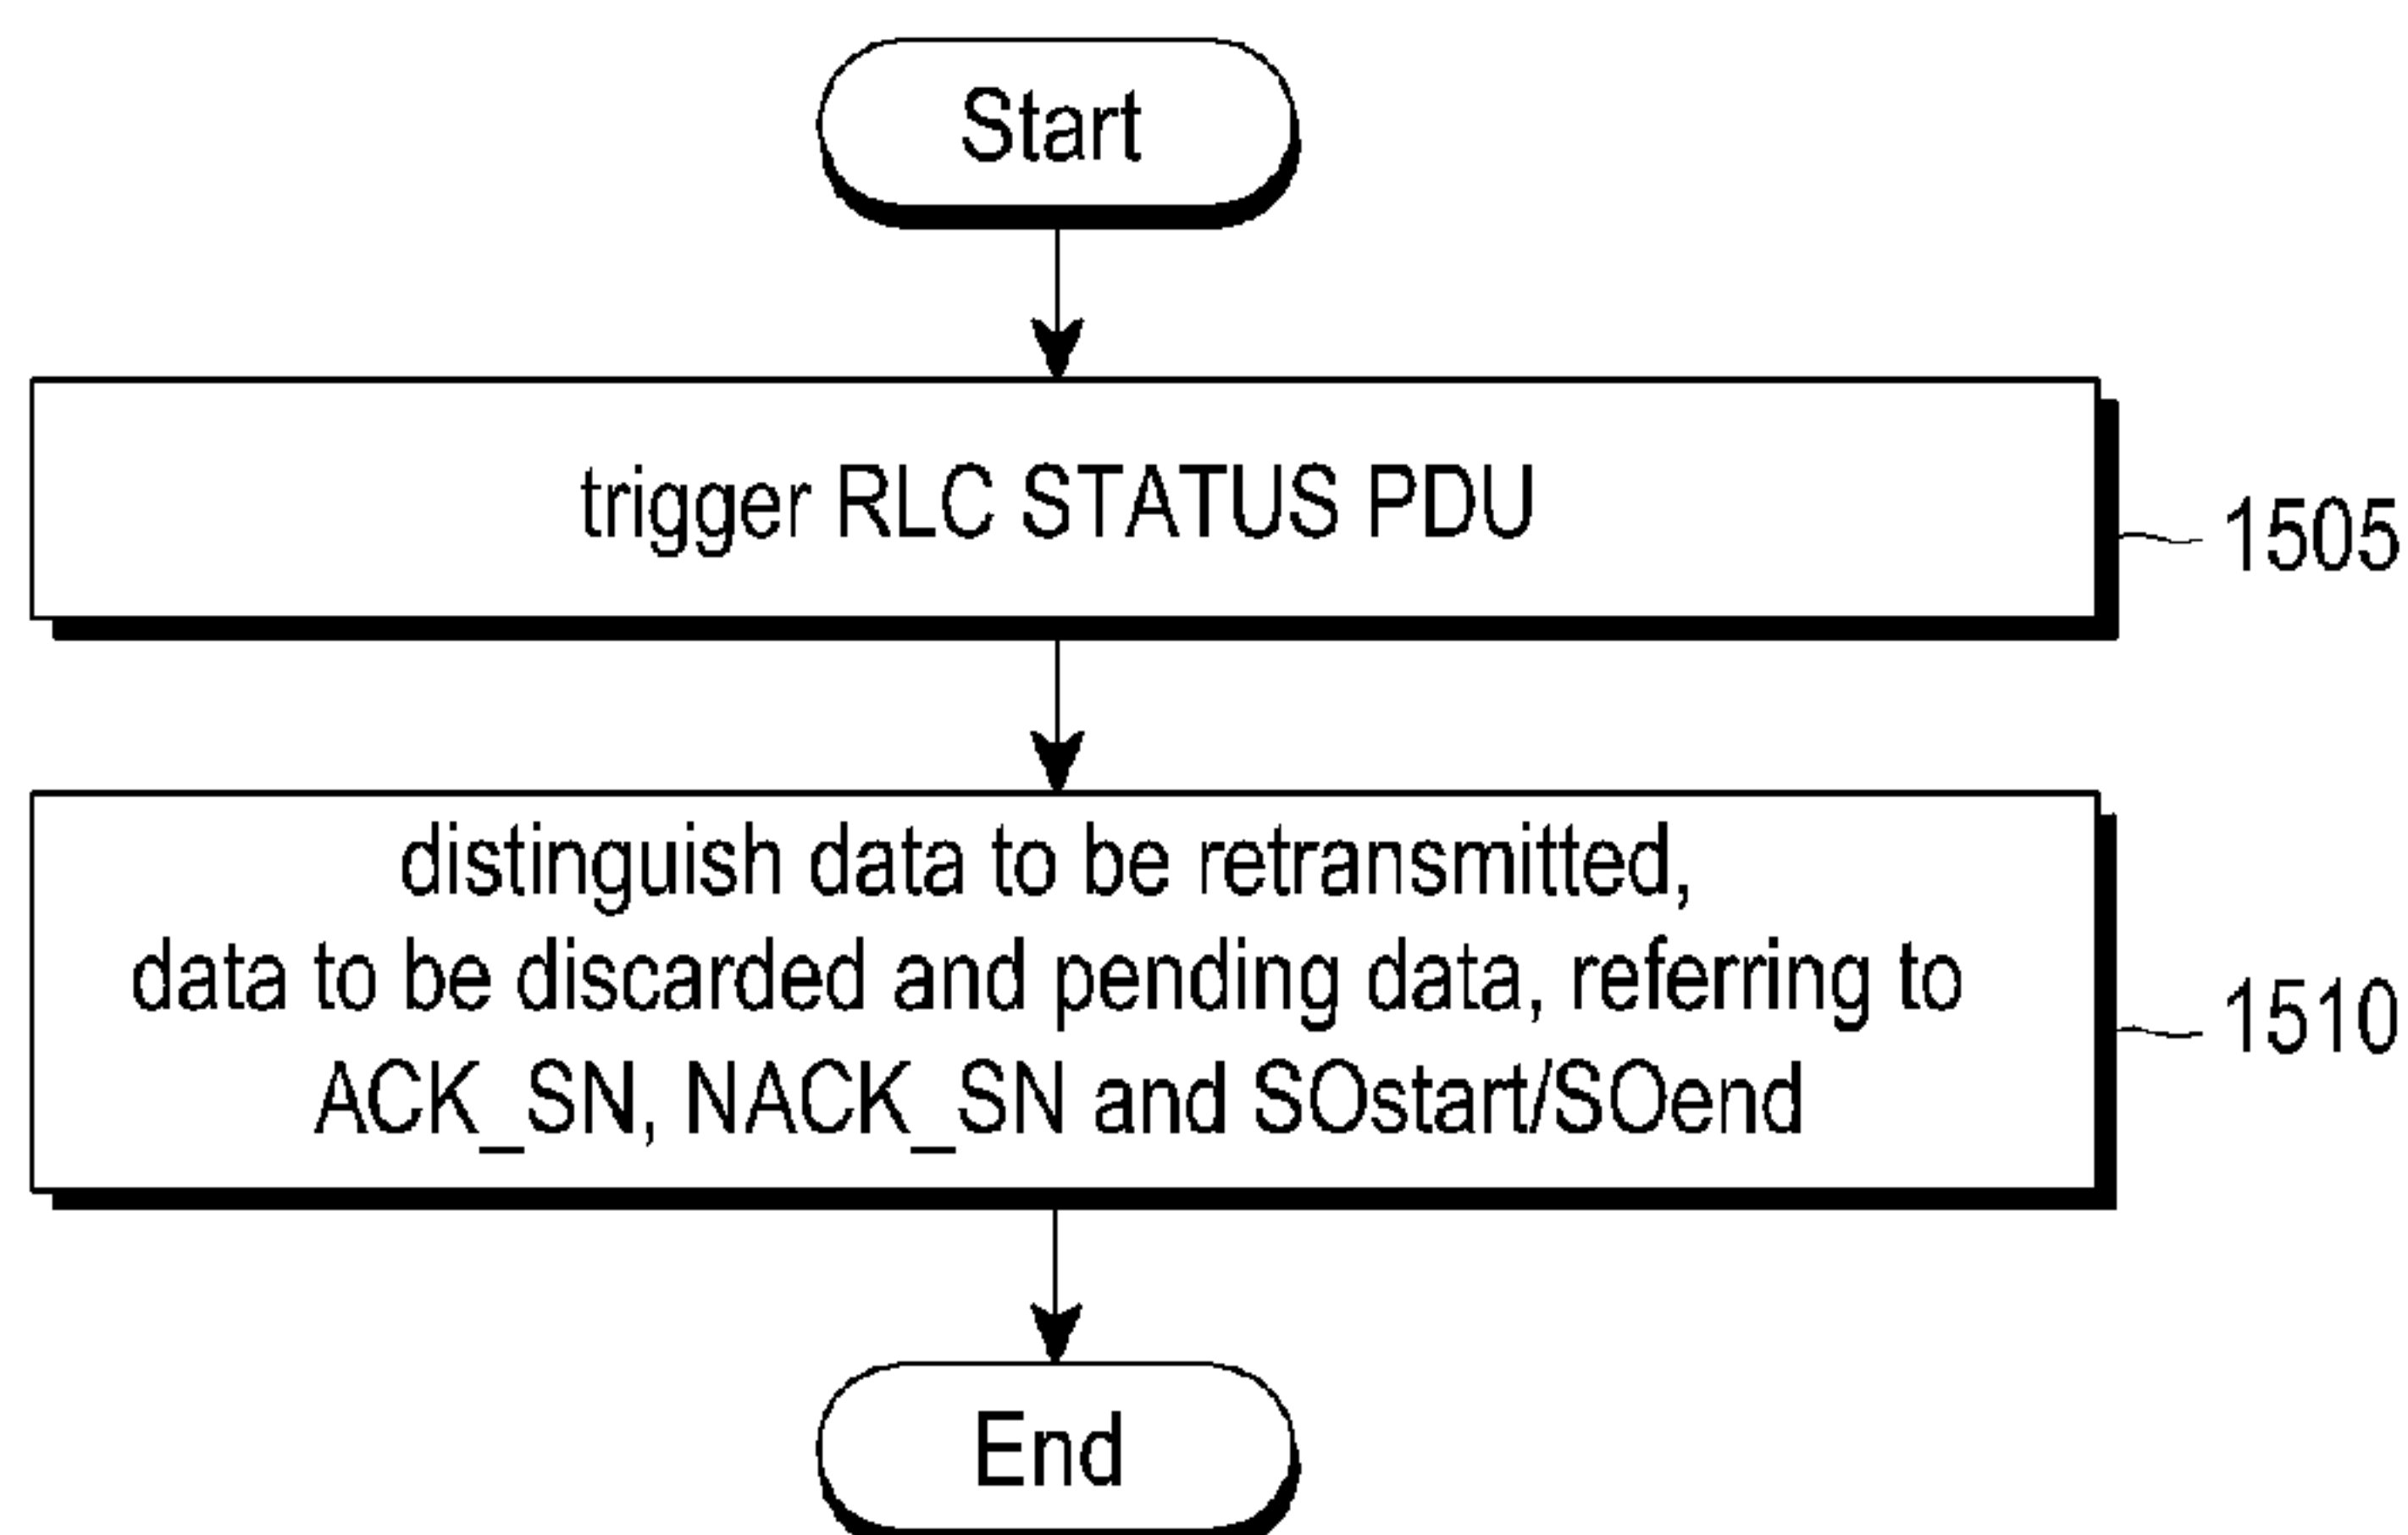 Start
trigger RLC STATUS PDU
1505
distinguish data to be retransmitted,
data to be discarded and pending data, referring to
ACK_SN, NACK_SN and SOstart/SOend
1510
End